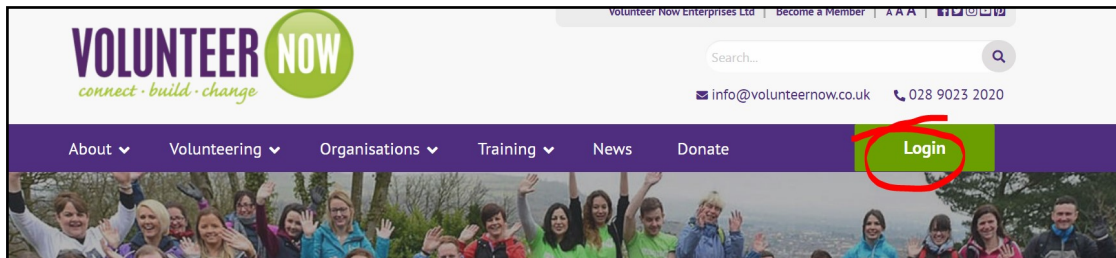 Volunteer Now Enterprises Ltd | Become a Member | A A A |
VOLUNTEER NOW
connect · build · change
Search...
info@volunteernow.co.uk 028 9023 2020
About Volunteering Organisations Training News Donate Login